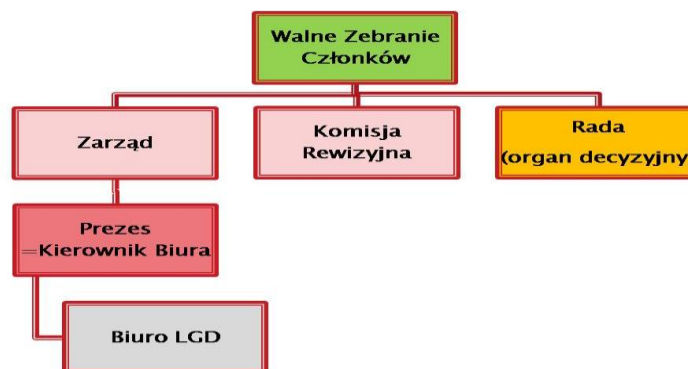 Walne Zebranie
Członków
Zarząd
Komisja
Rewizyjna
Rada
(organ decyzyjny
Prezes
=Kierownik Biura
Biuro LGD